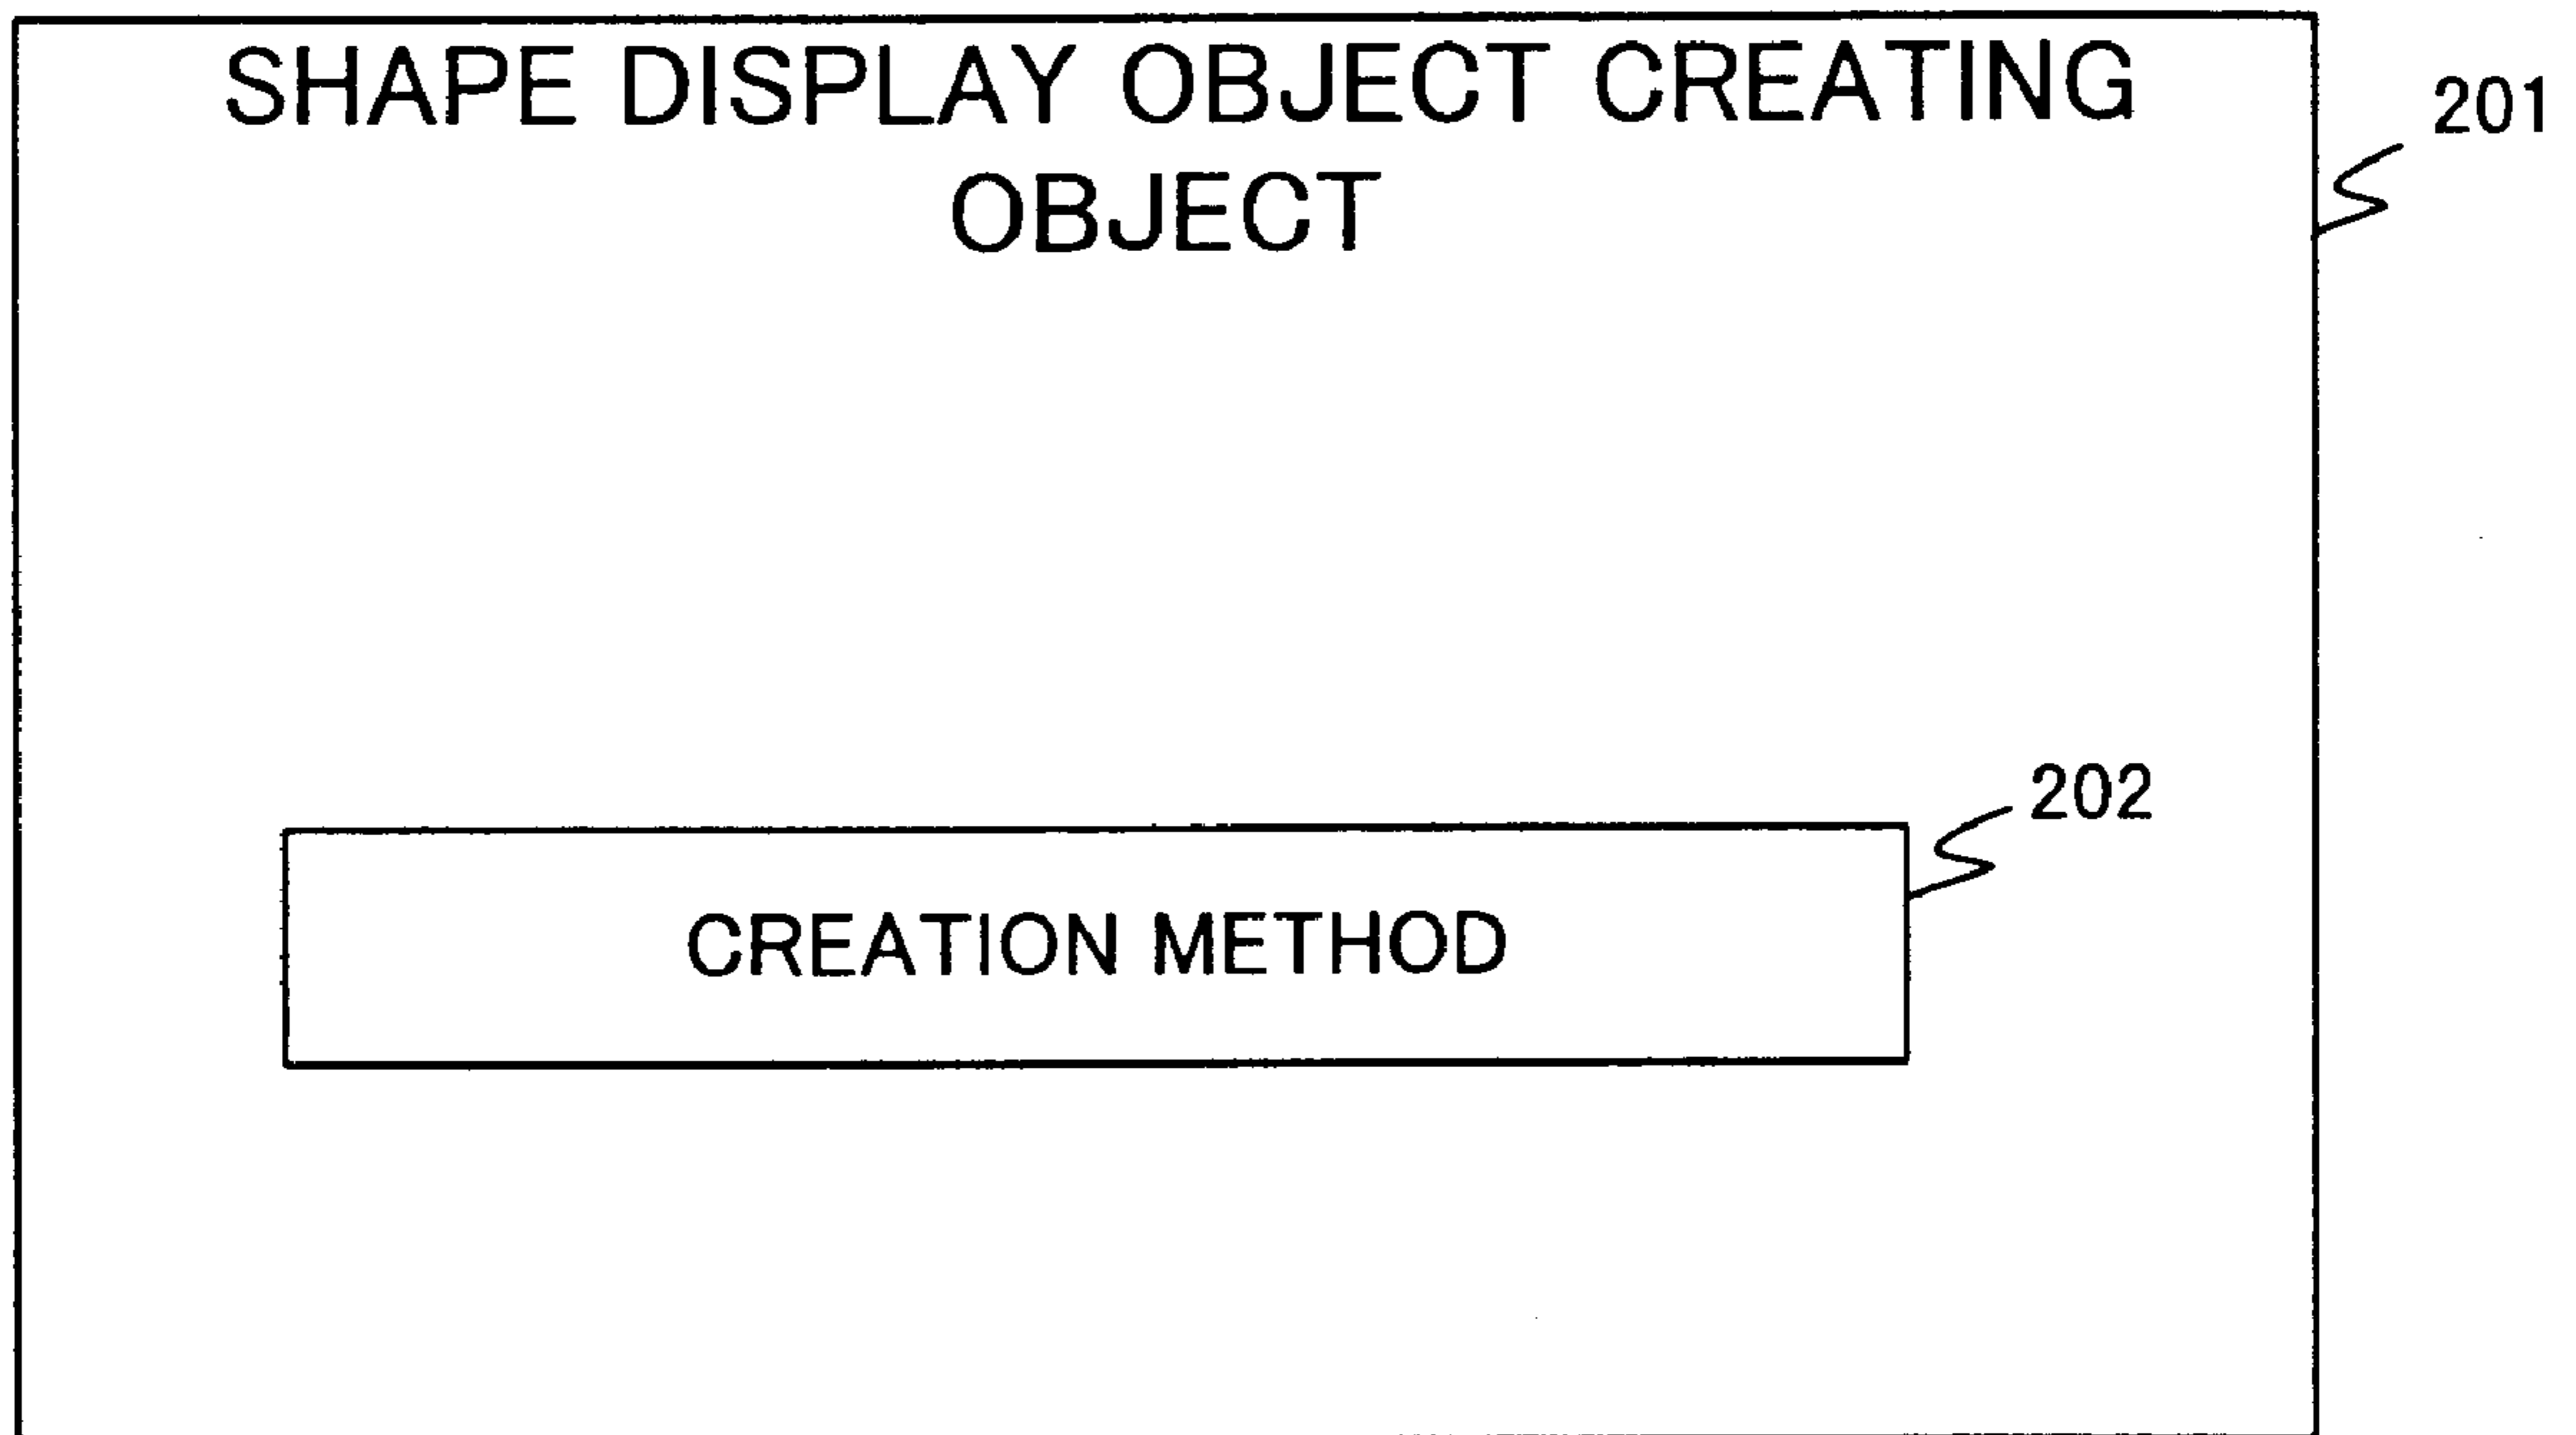 SHAPE DISPLAY OBJECT CREATING
OBJECT
201
202
CREATION METHOD